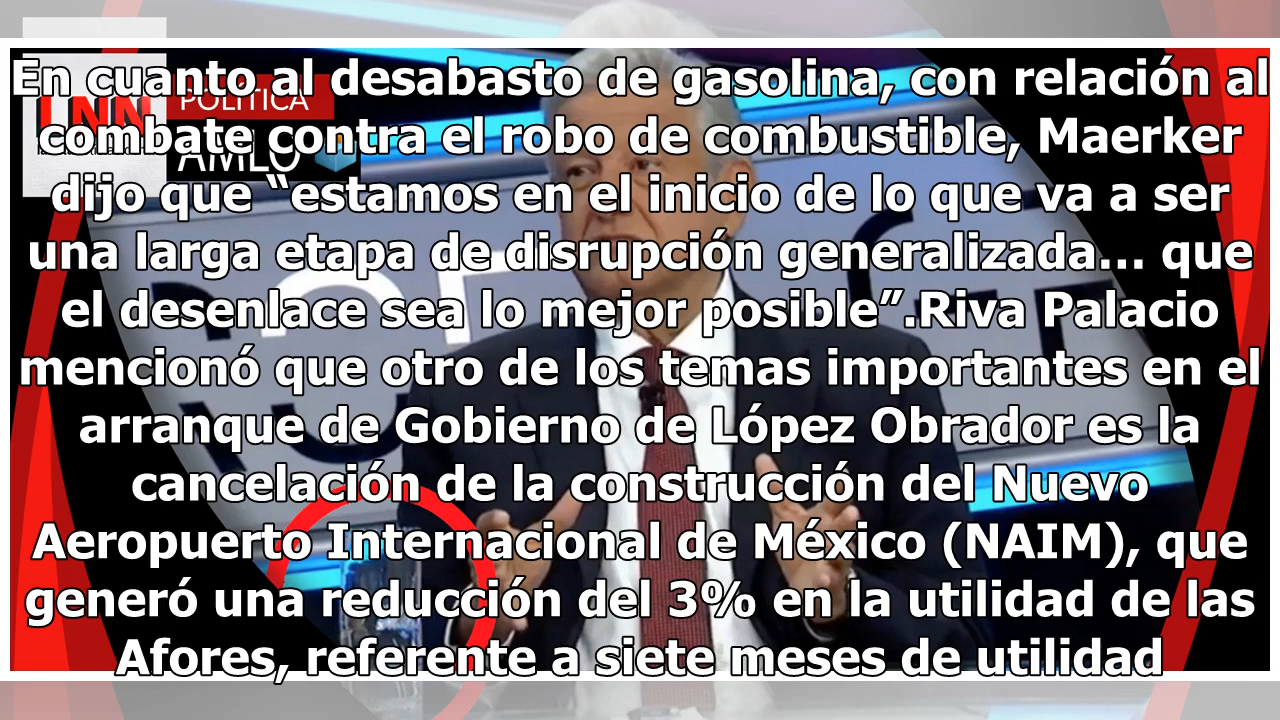 LNN
POLÍTICA
AMLO
En cuanto al desabasto de gasolina, con relación al
combate contra el robo de combustible, Maerker
dijo que “estamos en el inicio de lo que va a ser
una larga etapa de disrupción generalizada... que
el desenlace sea lo mejor posible”.Riva Palacio
mencionó que otro de los temas importantes en el
arranque de Gobierno de López Obrador es la
cancelación de la construcción del Nuevo
Aeropuerto Internacional de México (NAIM), que
generó una reducción del 3% en la utilidad de las
Afores, referente a siete meses de utilidad